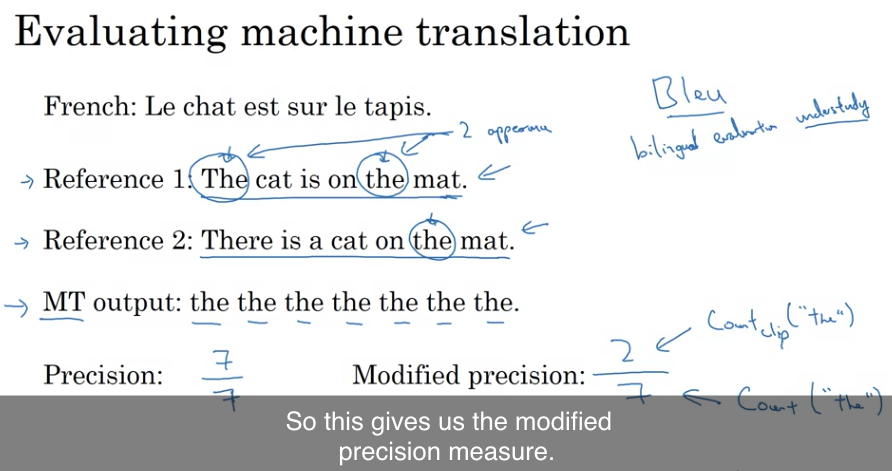 Evaluating machine translation
French: Le chat est sur le tapis.
Bleu
bilingual evaluation understudy
2 appearances
→ Reference 1: The cat is on the mat. ←
→ Reference 2: There is a cat on the mat. ←
→ MT output: the the the the the the the.
Count clip ("the")
Precision: 7/7 Modified precision: 2/7
Count ("the")
So this gives us the modified
precision measure.